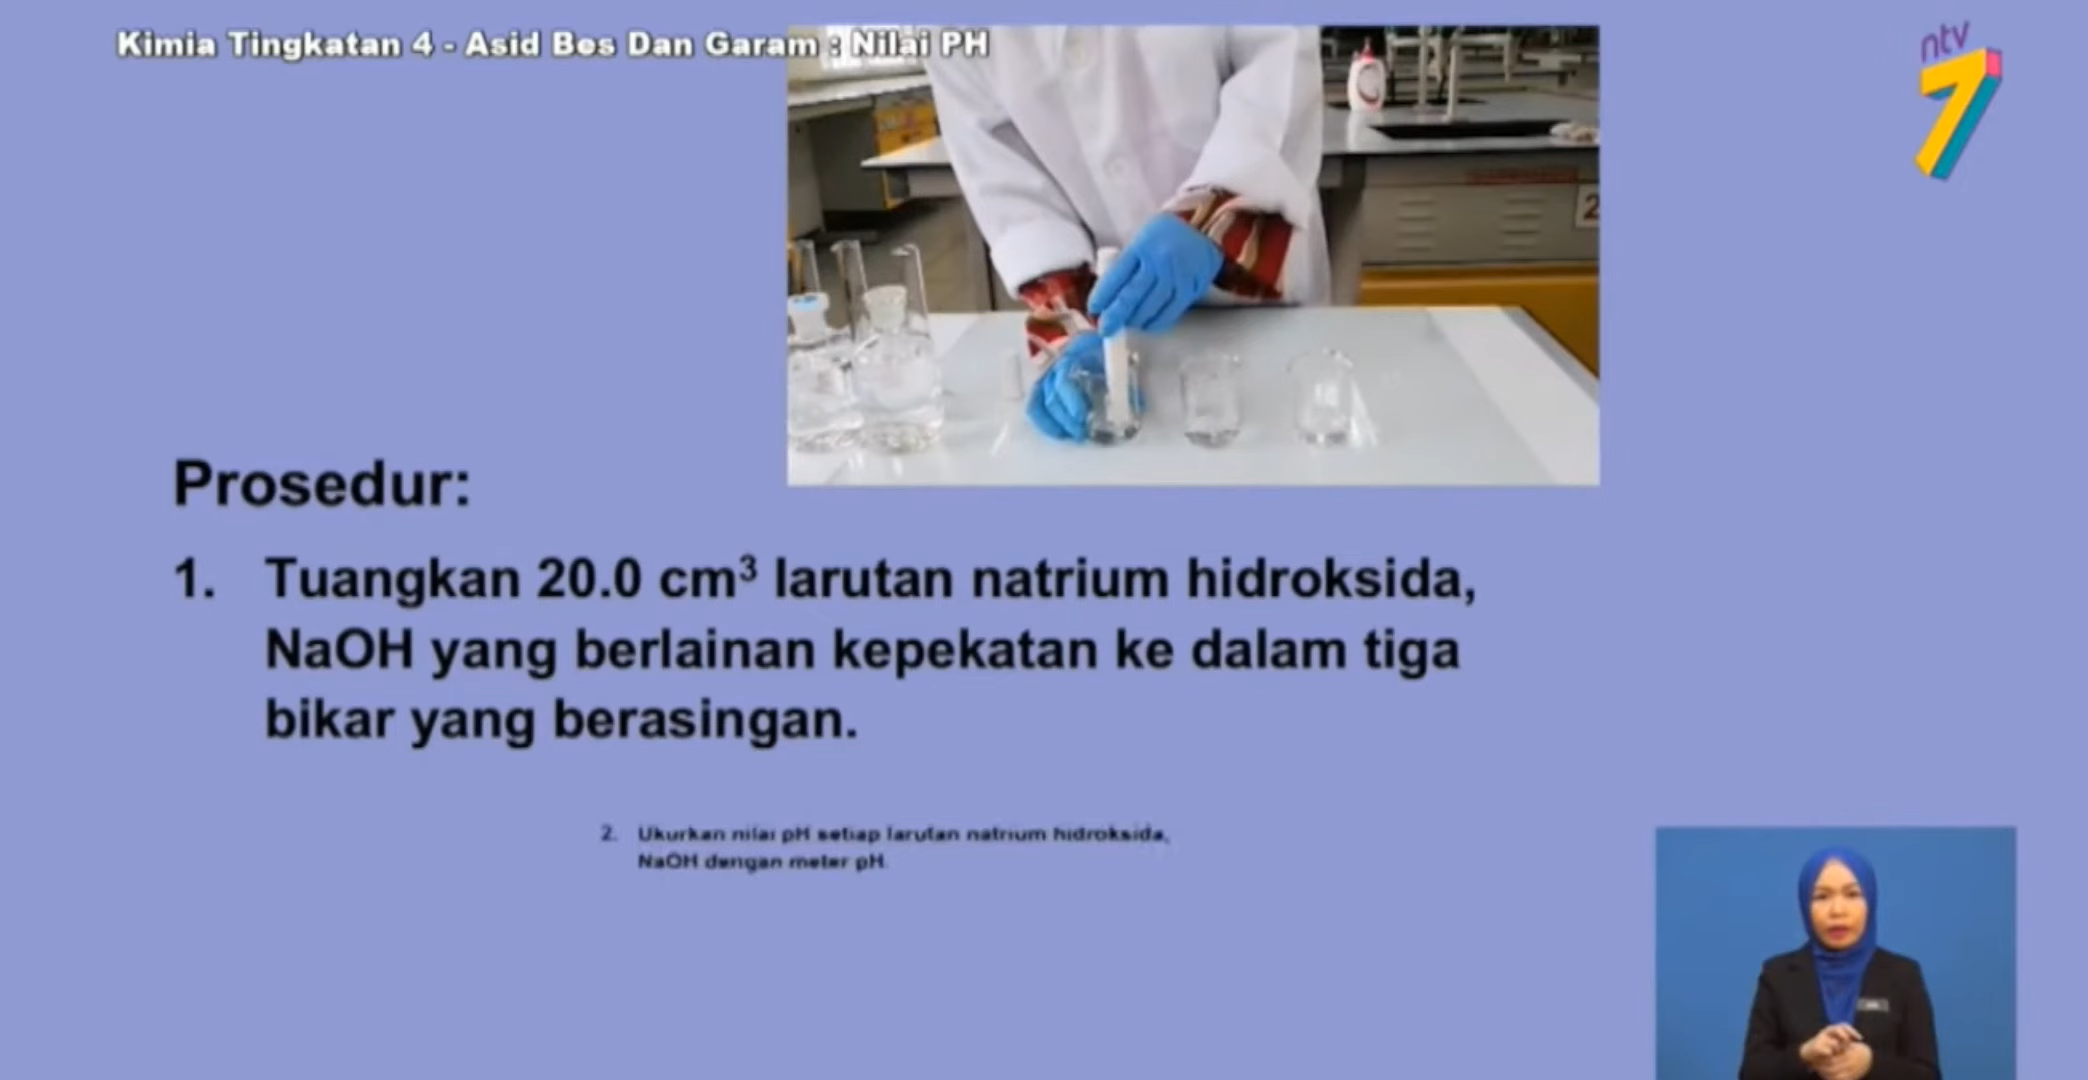 Kimia Tingkatan 4 - Asid Bes Dan Garam : Nilai PH
ntv
7
2
Prosedur:
1. Tuangkan 20.0 cm³ larutan natrium hidroksida,
NaOH yang berlainan kepekatan ke dalam tiga
bikar yang berasingan.
2. Ukurkan nilai pH setiap larutan natrium hidroksida,
NaOH dengan meter pH.